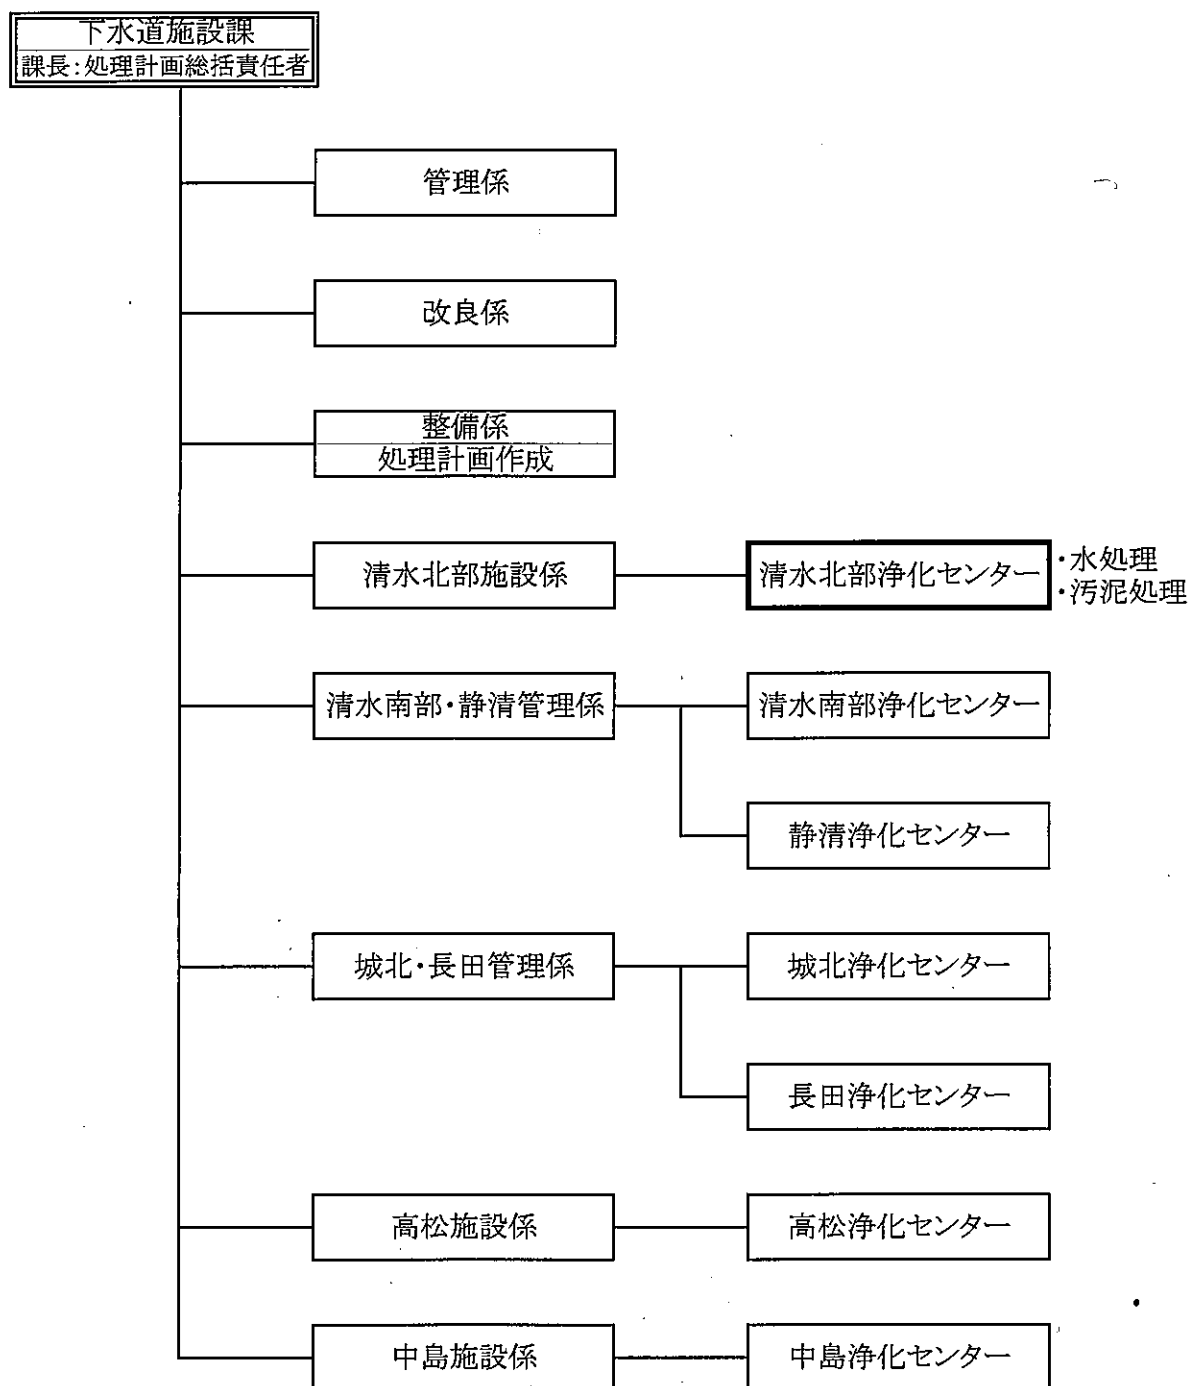 下水道施設課
課長:処理計画総括責任者
管理係
改良係
整備係
処理計画作成
清水北部施設係
清水北部浄化センター
・水処理
・汚泥処理
清水南部・静清管理係
清水南部浄化センター
静清浄化センター
城北・長田管理係
城北浄化センター
長田浄化センター
高松施設係
高松浄化センター
中島施設係
中島浄化センター